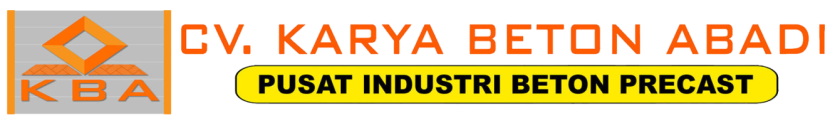 KBA
CV. KARYA BETON ABADI
PUSAT INDUSTRI BETON PRECAST